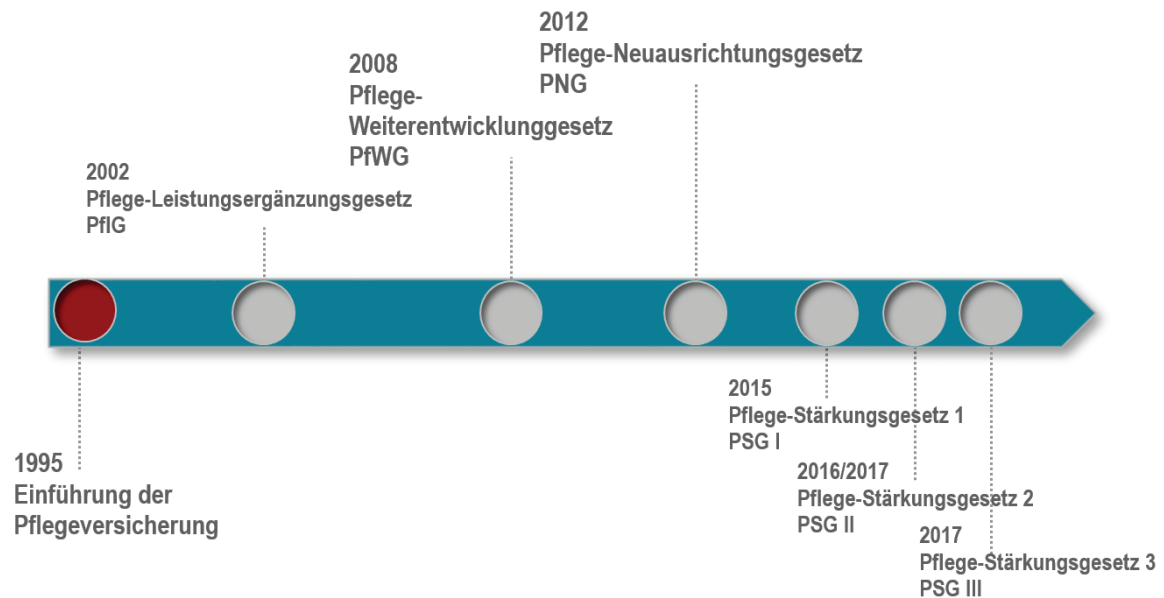 2012
Pflege-Neuausrichtungsgesetz
PNG
2008
Pflege-
Weiterentwicklunggesetz
PfWG
2002
Pflege-Leistungsergänzungsgesetz
PflG
2015
Pflege-Stärkungsgesetz 1
PSG I
1995
Einführung der
Pflegeversicherung
2016/2017
Pflege-Stärkungsgesetz 2
PSG II
2017
Pflege-Stärkungsgesetz 3
PSG III